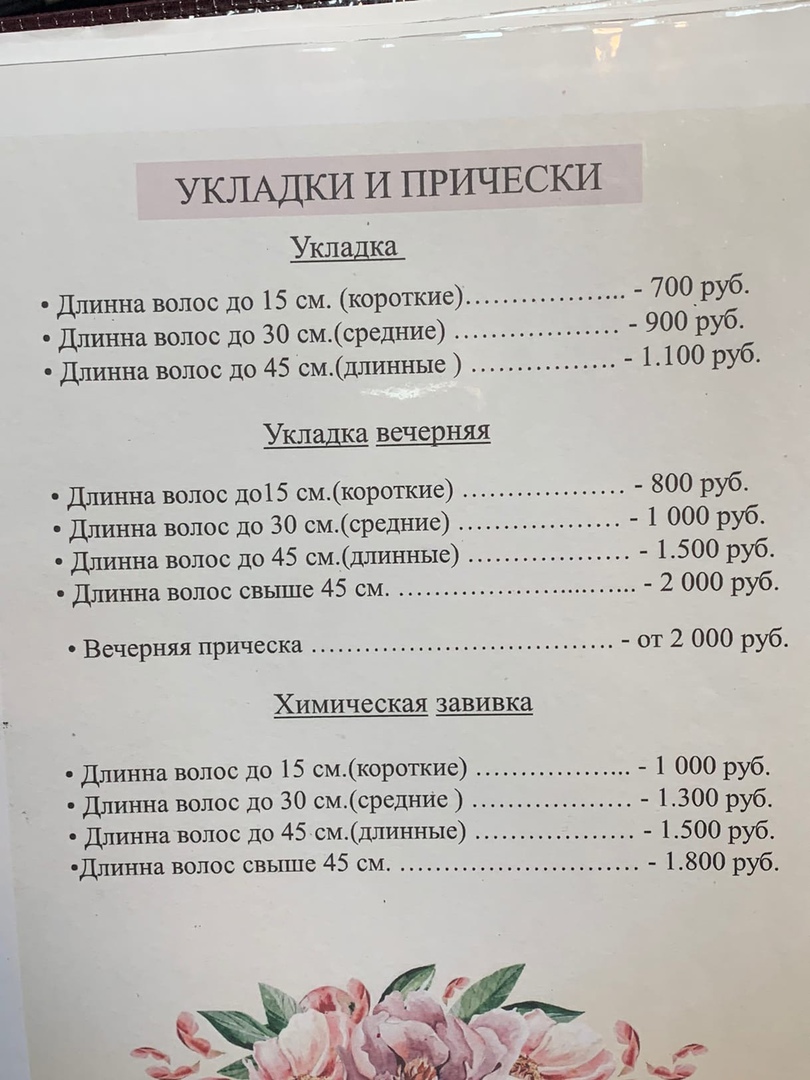 УКЛАДКИ И ПРИЧЕСКИ
Укладка
• Длинна волос до 15 см. (короткие)………………... - 700 руб.
• Длинна волос до 30 см.(средние) ……………… - 900 руб.
• Длинна волос до 45 см.(длинные ) ……………. - 1.100 руб.
Укладка вечерняя
• Длинна волос до15 см.(короткие) ……………… - 800 руб.
• Длинна волос до 30 см.(средние) ……………… - 1 000 руб.
• Длинна волос до 45 см.(длинные) ……………… - 1.500 руб.
• Длинна волос свыше 45 см. ………………....…... - 2 000 руб.
• Вечерняя прическа …………………………… - от 2 000 руб.
Химическая завивка
• Длинна волос до 15 см.(короткие) ……………... - 1 000 руб.
• Длинна волос до 30 см.(средние ) ……………… - 1.300 руб.
• Длинна волос до 45 см.(длинные) ……………… - 1.500 руб.
•Длинна волос свыше 45 см. ……………………… - 1.800 руб.